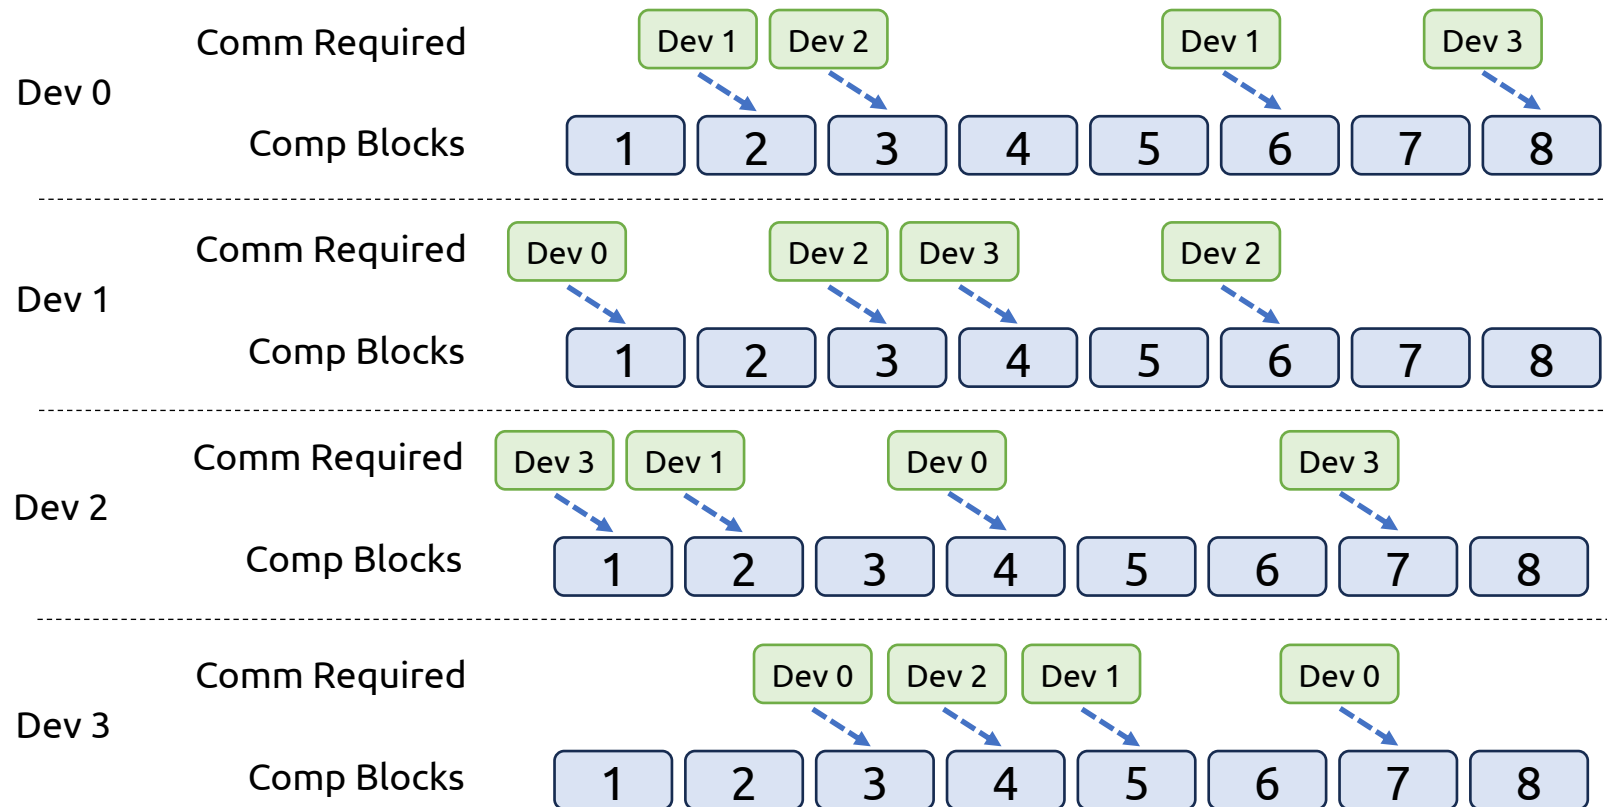 Comm Required Dev 1 Dev 2 Dev 1 Dev 3
Dev 0
Comp Blocks 1 2 3 4 5 6 7 8
Comm Required Dev 0 Dev 2 Dev 3 Dev 2
Dev 1
Comp Blocks 1 2 3 4 5 6 7 8
Comm Required Dev 3 Dev 1 Dev 0 Dev 3
Dev 2
Comp Blocks 1 2 3 4 5 6 7 8
Comm Required Dev 0 Dev 2 Dev 1 Dev 0
Dev 3
Comp Blocks 1 2 3 4 5 6 7 8